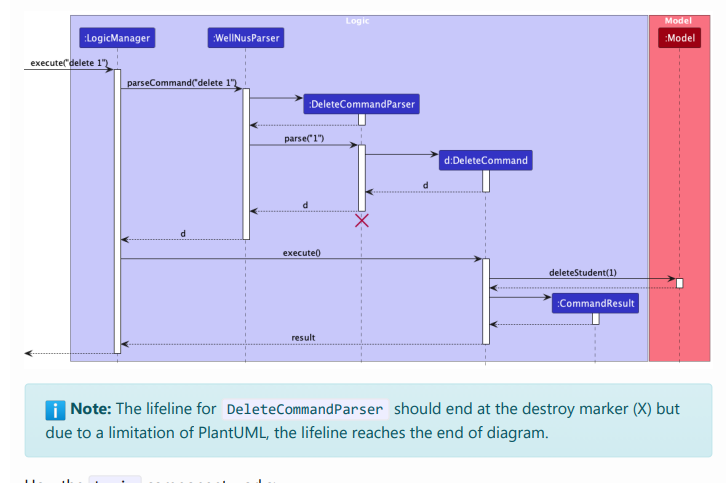 Logic
Model
:LogicManager
:WellNusParser
:Model
execute("delete 1")
parseCommand("delete 1")
:DeleteCommandParser
parse("1")
d:DeleteCommand
d
d
d
execute()
deleteStudent(1)
:CommandResult
result
Note: The lifeline for DeleteCommandParser should end at the destroy marker (X) but
due to a limitation of PlantUML, the lifeline reaches the end of diagram.